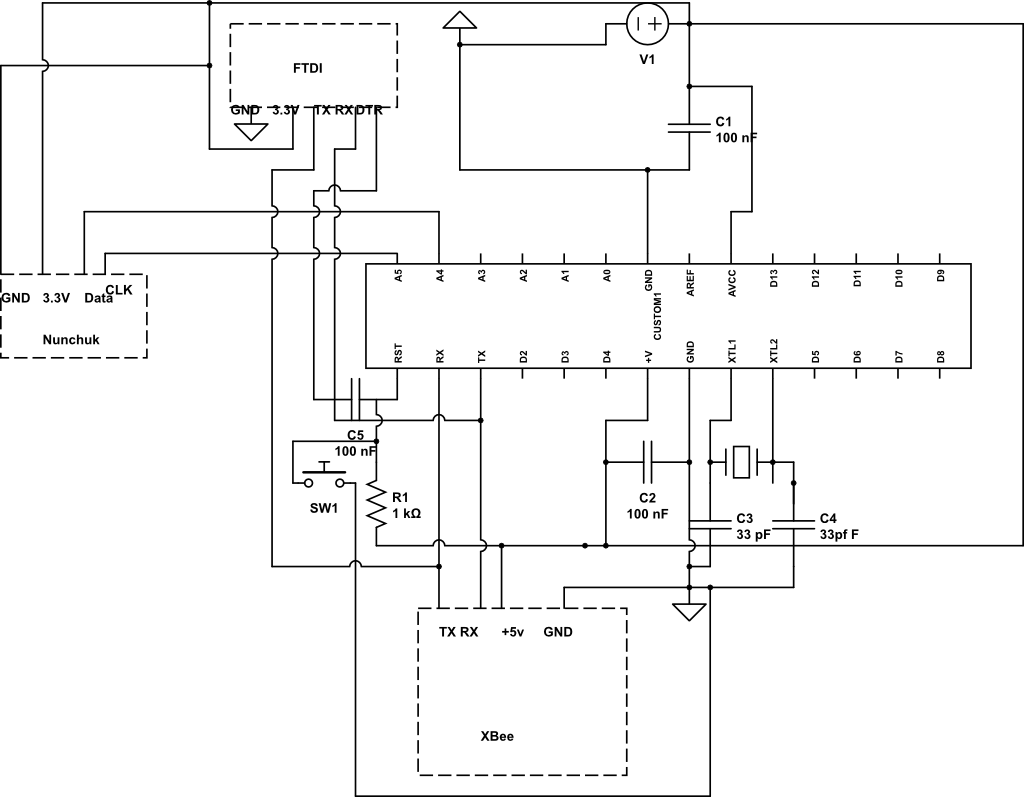 V1
FTDI
GND 3.3V TX RX DTR
C1
100 nF
A5 A4 A3 A2 A1 A0 GND AREF AVCC D13 D12 D11 D10 D9
CUSTOM1
RST RX TX D2 D3 D4 +V GND XTL1 XTL2 D5 D6 D7 D8
GND 3.3V Data CLK
Nunchuk
C5
100 nF
SW1
R1
1 kΩ
C2
100 nF
C3
33 pF
C4
33pf F
TX RX +5v GND
XBee